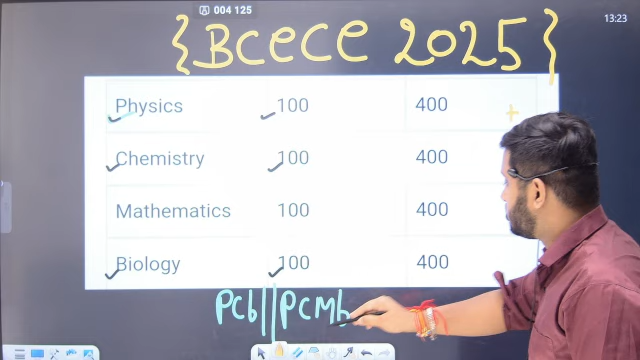 004 125
13:23
{BCECE 2025}
Physics 100 400 +
Chemistry 100 400
Mathematics 100 400
Biology 100 400
PCb||PCMb